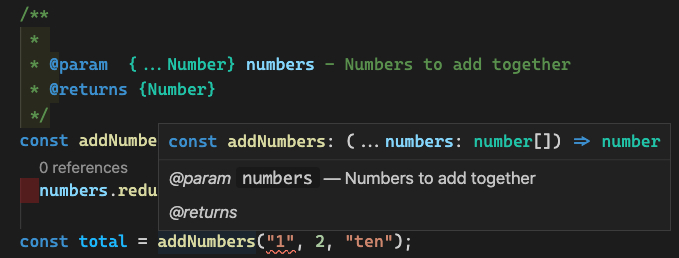 /**
 *
 * @param  {...Number} numbers - Numbers to add together
 * @returns {Number}
 */
const addNumbe
const addNumbers: (...numbers: number[]) => number
0 references
@param numbers — Numbers to add together
numbers.redu
@returns
const total = addNumbers("1", 2, "ten");